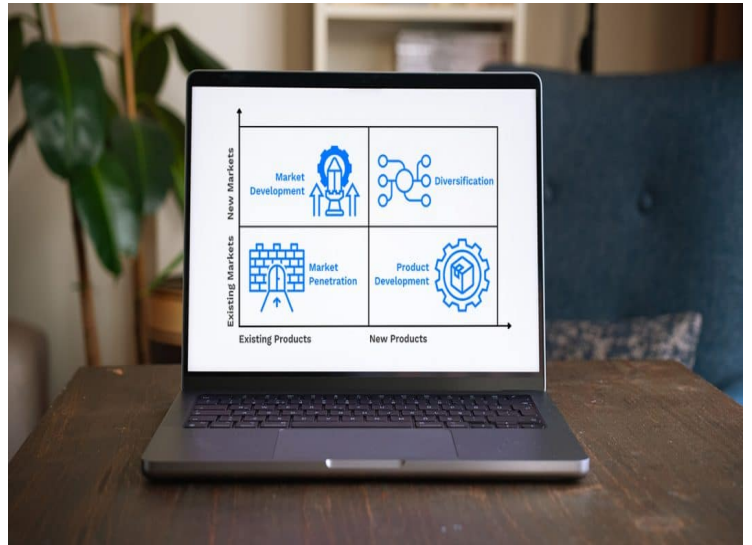 New Markets
Existing Markets
Market
Development
Diversification
Market
Penetration
Product
Development
Existing Products
New Products